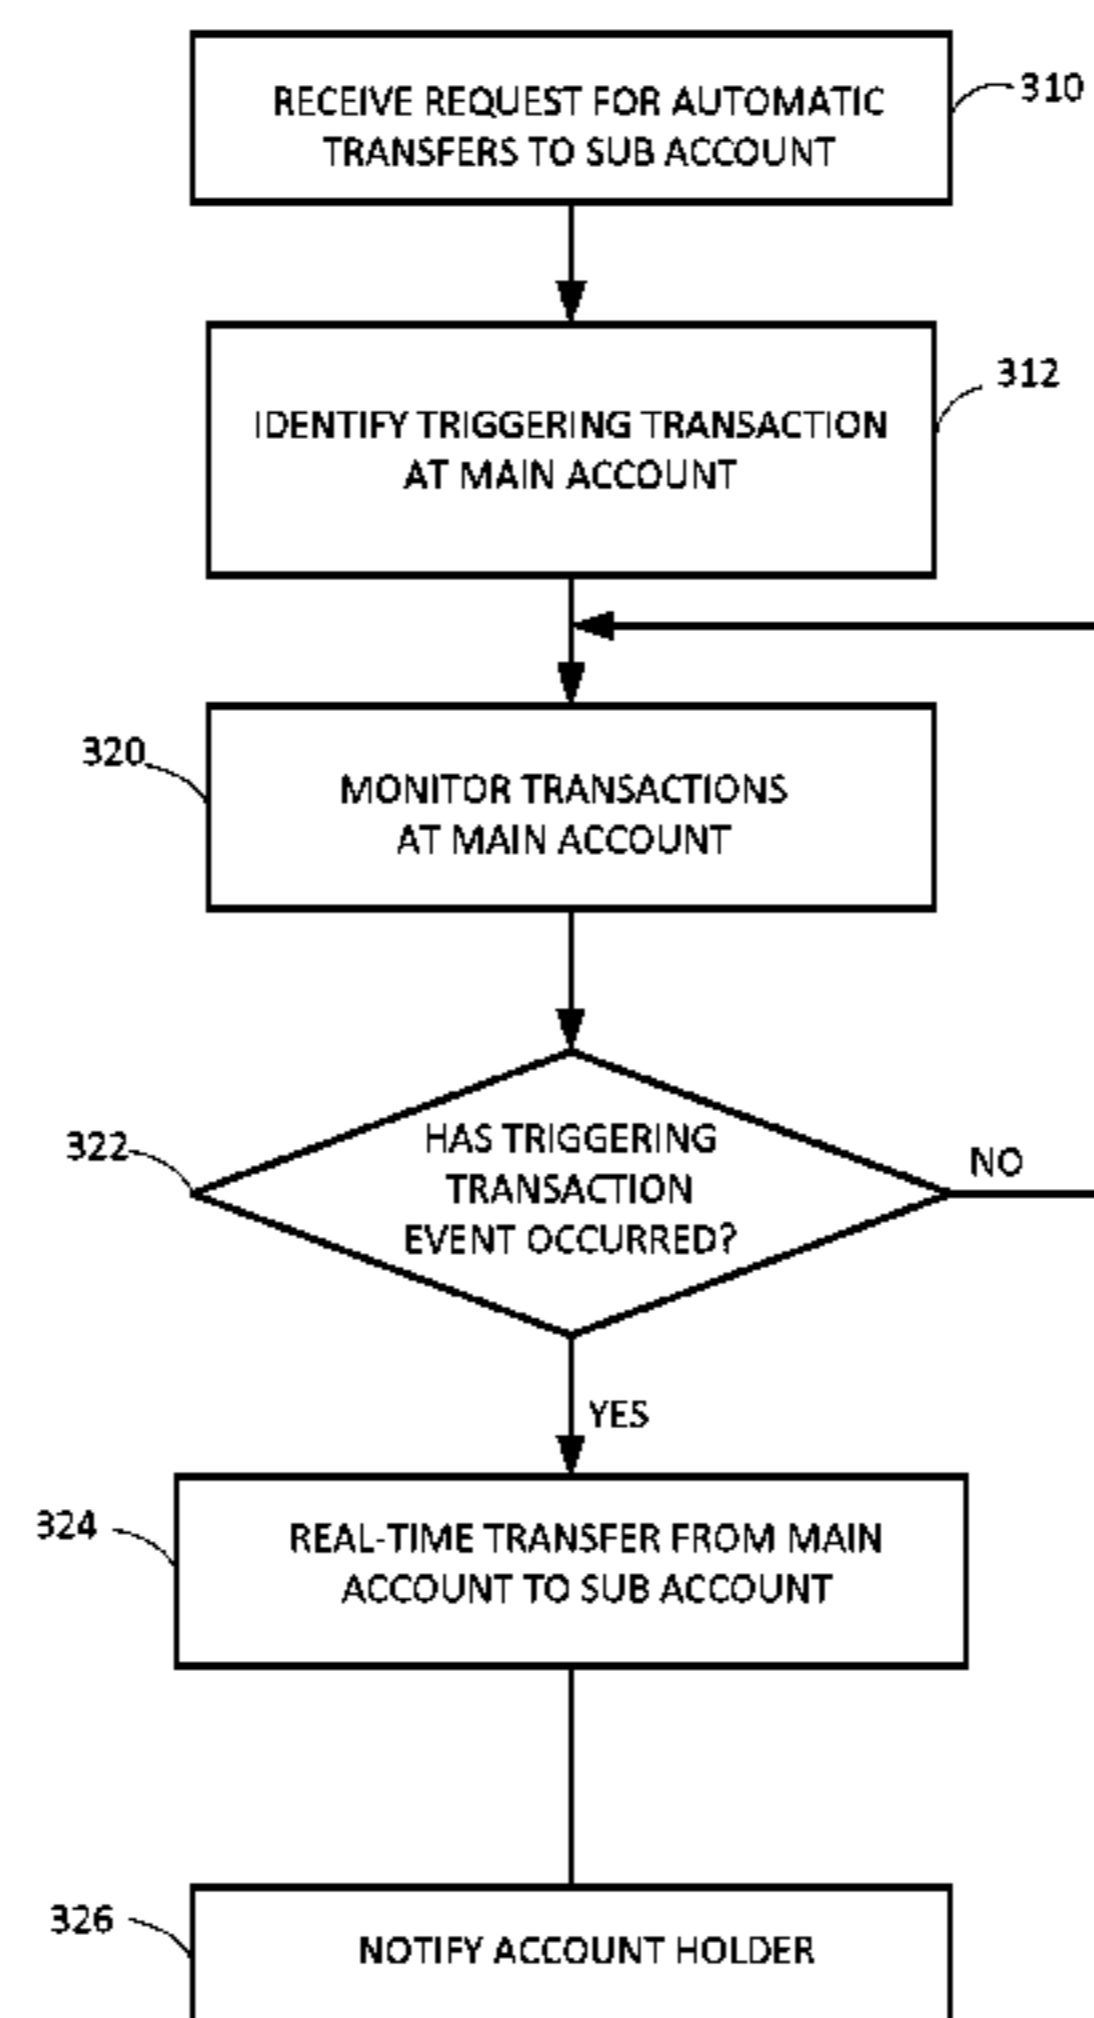 RECEIVE REQUEST FOR AUTOMATIC
TRANSFERS TO SUB ACCOUNT
310
IDENTIFY TRIGGERING TRANSACTION
AT MAIN ACCOUNT
312
320
MONITOR TRANSACTIONS
AT MAIN ACCOUNT
322
HAS TRIGGERING
TRANSACTION
EVENT OCCURRED?
NO
YES
324
REAL-TIME TRANSFER FROM MAIN
ACCOUNT TO SUB ACCOUNT
326
NOTIFY ACCOUNT HOLDER